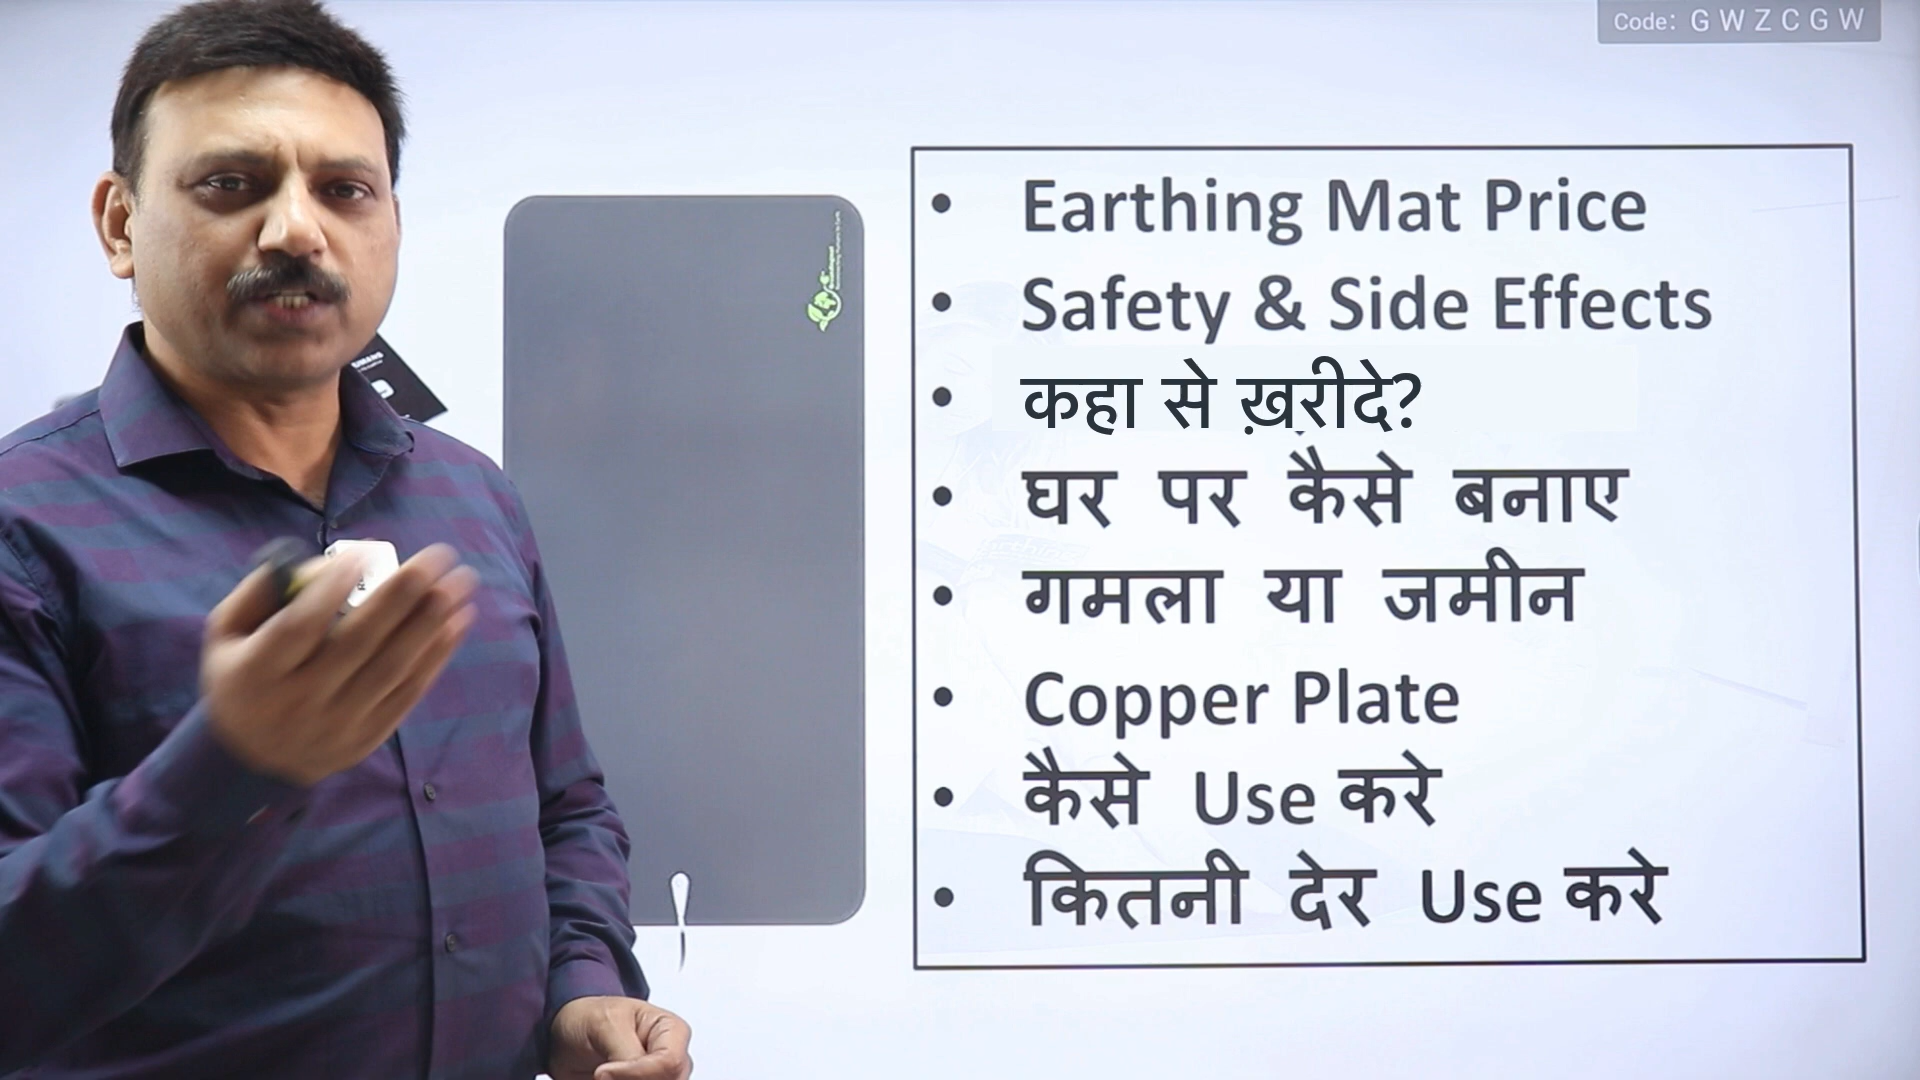 Code: GWZCGW
• Earthing Mat Price
• Safety & Side Effects
• कहा से ख़रीदे?
• घर पर कैसे बनाए
• गमला या जमीन
• Copper Plate
• कैसे Use करे
• कितनी देर Use करे